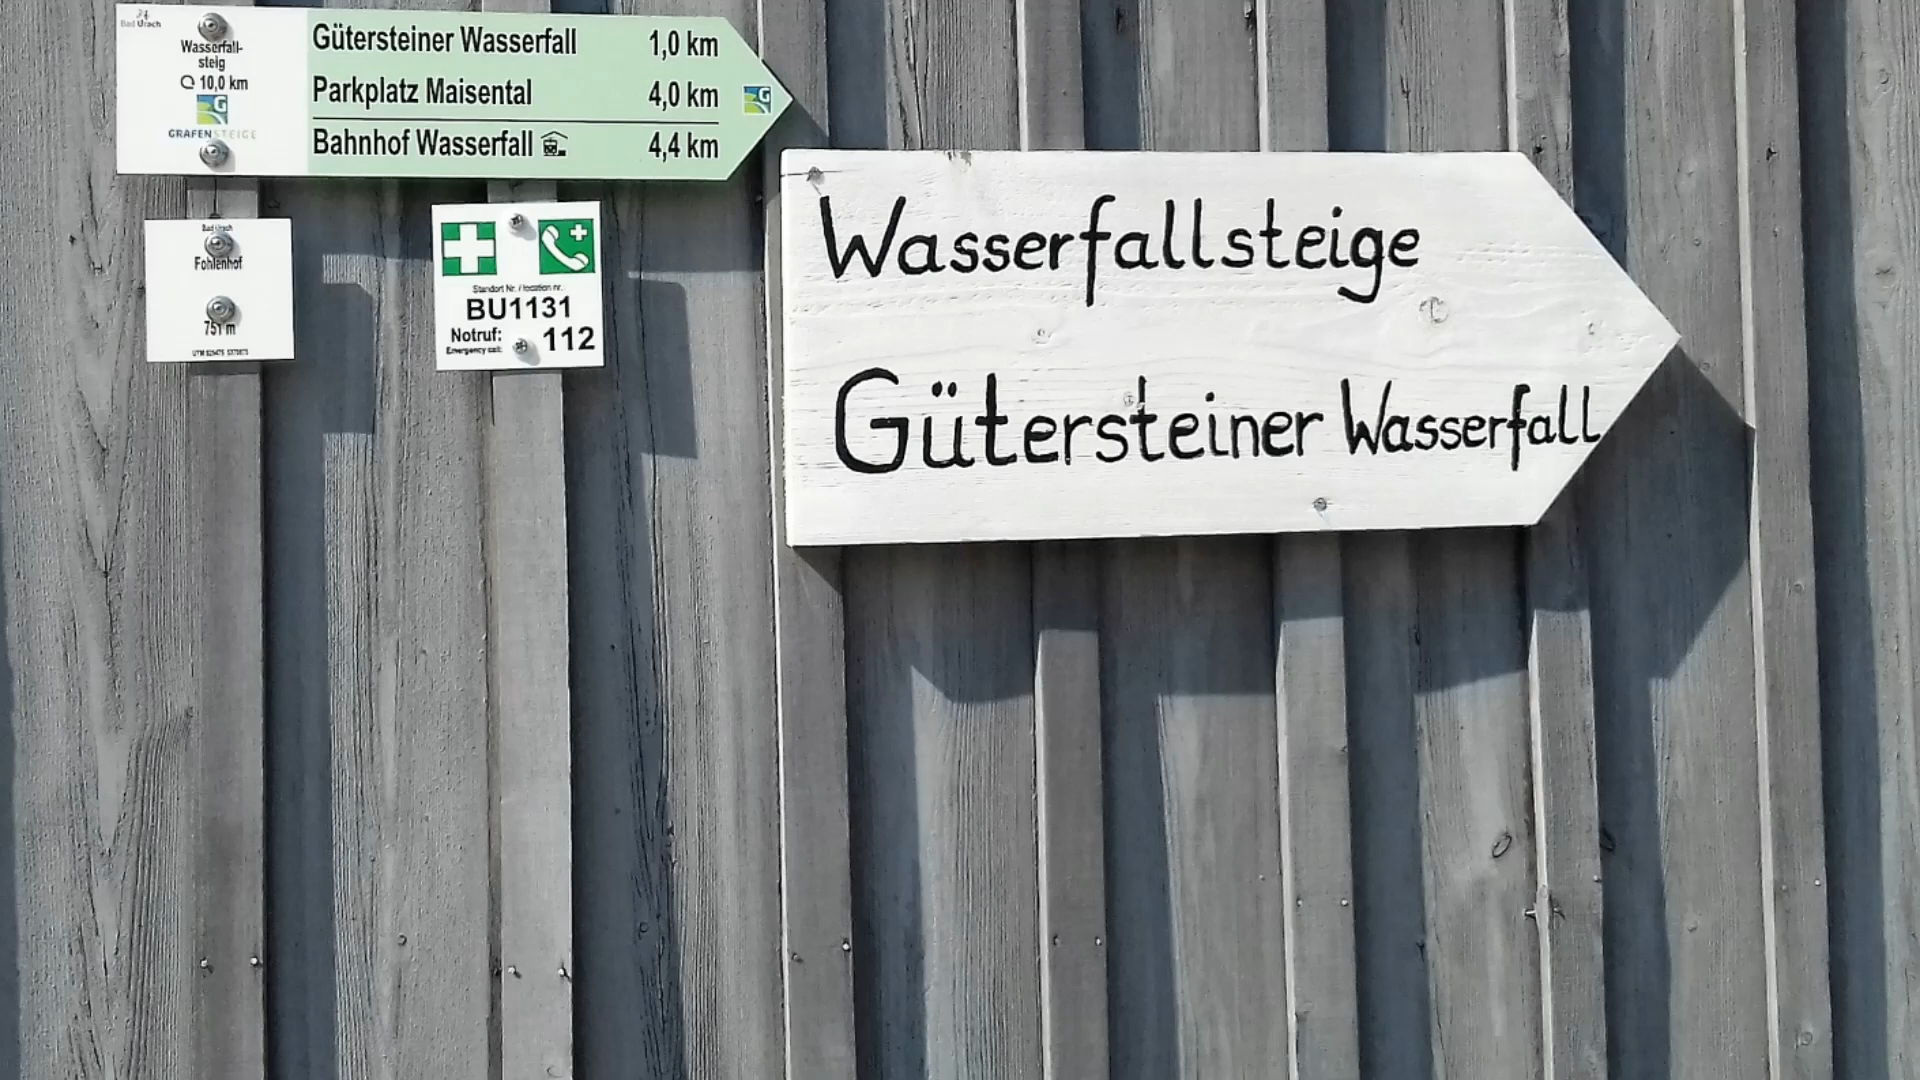 Bad Urach
Wasserfall-
steig
10,0 km
G
GRAFENSTEIGE
Gütersteiner Wasserfall 1,0 km
Parkplatz Maisental 4,0 km
Bahnhof Wasserfall 4,4 km
G
Bad Urach
Fohlenhof
751 m
Standort Nr. / location nr.
BU1131
Notruf: 112
Emergency call:
Wasserfallsteige
Gütersteiner Wasserfall